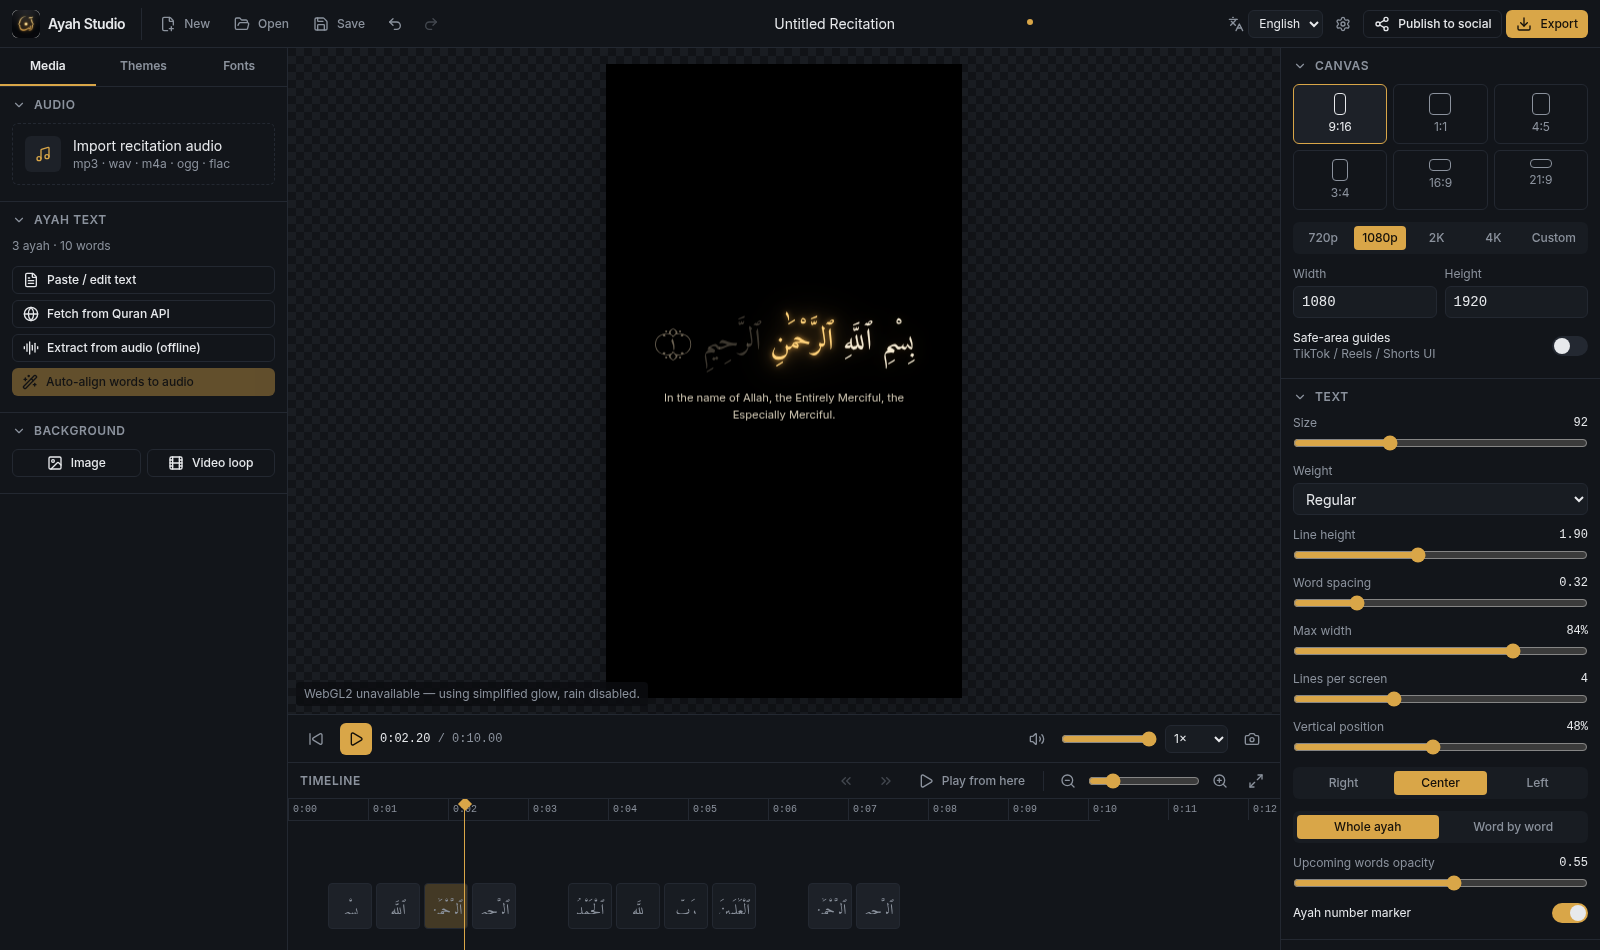 Ayah Studio
New
Open
Save
Untitled Recitation
English
Publish to social
Export
Media
Themes
Fonts
AUDIO
Import recitation audio
mp3 · wav · m4a · ogg · flac
AYAH TEXT
3 ayah · 10 words
Paste / edit text
Fetch from Quran API
Extract from audio (offline)
Auto-align words to audio
BACKGROUND
Image
Video loop
بِسْمِ ٱللَّهِ ٱلرَّحْمَٰنِ ٱلرَّحِيمِ ١
In the name of Allah, the Entirely Merciful, the
Especially Merciful.
WebGL2 unavailable — using simplified glow, rain disabled.
0:02.20 / 0:10.00
1×
TIMELINE
Play from here
0:00
0:01
0:02
0:03
0:04
0:05
0:06
0:07
0:08
0:09
0:10
0:11
0:12
ٱللَّهِ
لِلَّهِ
رَبِّ
CANVAS
9:16
1:1
4:5
3:4
16:9
21:9
720p
1080p
2K
4K
Custom
Width
Height
1080
1920
Safe-area guides
TikTok / Reels / Shorts UI
TEXT
Size
92
Weight
Regular
Line height
1.90
Word spacing
0.32
Max width
84%
Lines per screen
4
Vertical position
48%
Right
Center
Left
Whole ayah
Word by word
Upcoming words opacity
0.55
Ayah number marker